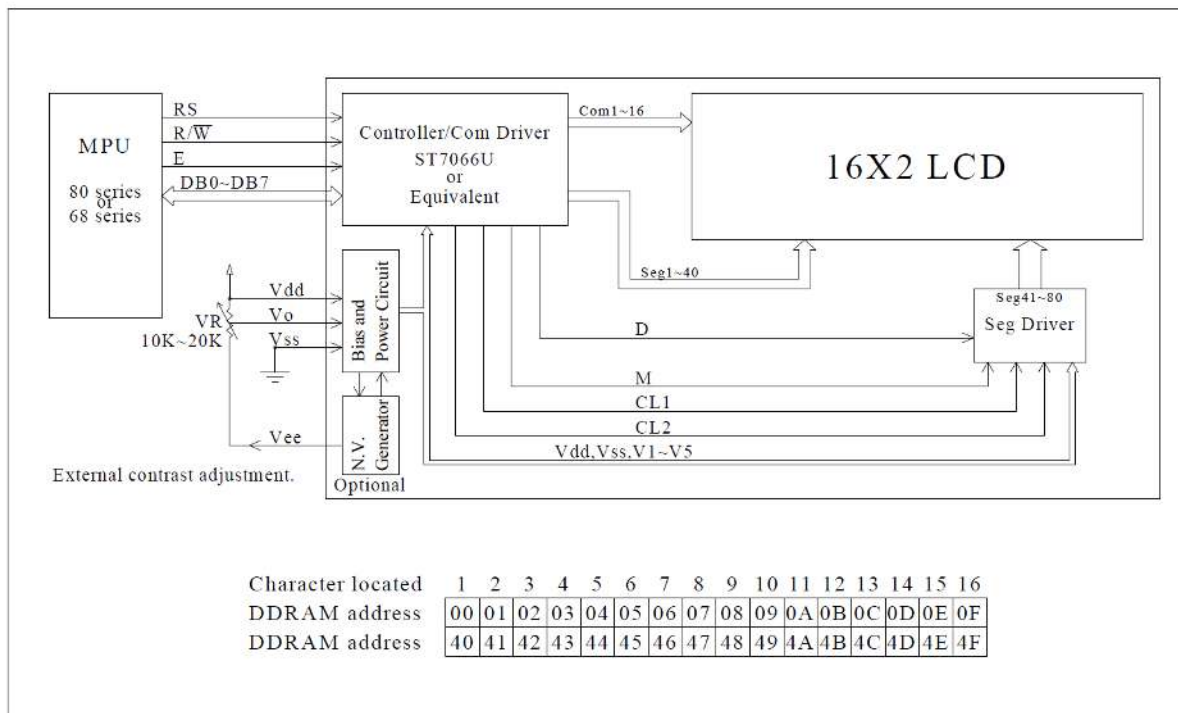 RS
R/W̅
E
DB0~DB7
MPU
80 series
or
68 series
Controller/Com Driver
ST7066U
or
Equivalent
Com1~16
16X2 LCD
Seg1~40
Seg41~80
Seg Driver
Vdd
Vo
Vss
VR
10K~20K
Bias and
Power Circuit
D
M
CL1
CL2
Vdd,Vss,V1~V5
Vee
N.V.
Generator
Optional
External contrast adjustment.
Character located 1 2 3 4 5 6 7 8 9 10 11 12 13 14 15 16
DDRAM address 00 01 02 03 04 05 06 07 08 09 0A 0B 0C 0D 0E 0F
DDRAM address 40 41 42 43 44 45 46 47 48 49 4A 4B 4C 4D 4E 4F